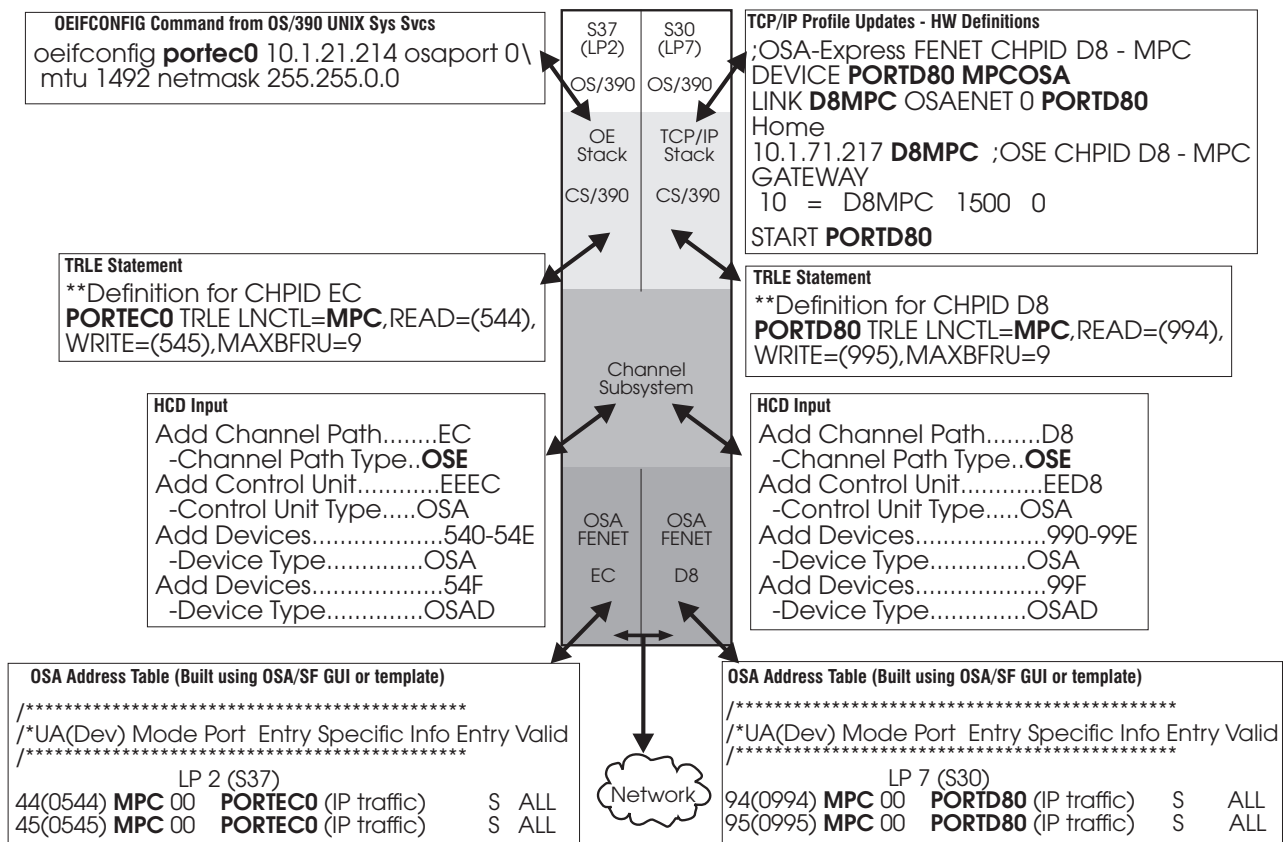 OEIFCONFIG Command from OS/390 UNIX Sys Svcs
oeifconfig portec0 10.1.21.214 osaport 0\
mtu 1492 netmask 255.255.0.0
S37
(LP2)
OS/390
S30
(LP7)
OS/390
TCP/IP Profile Updates - HW Definitions
;OSA-Express FENET CHPID D8 - MPC
DEVICE PORTD80 MPCOSA
LINK D8MPC OSAENET 0 PORTD80
Home
10.1.71.217 D8MPC ;OSE CHPID D8 - MPC
GATEWAY
10 = D8MPC 1500 0
START PORTD80
OE
Stack
CS/390
TCP/IP
Stack
CS/390
TRLE Statement
**Definition for CHPID EC
PORTEC0 TRLE LNCTL=MPC,READ=(544),
WRITE=(545),MAXBFRU=9
TRLE Statement
**Definition for CHPID D8
PORTD80 TRLE LNCTL=MPC,READ=(994),
WRITE=(995),MAXBFRU=9
Channel
Subsystem
HCD Input
Add Channel Path........EC
-Channel Path Type..OSE
Add Control Unit............EEEC
-Control Unit Type.....OSA
Add Devices...................540-54E
-Device Type..............OSA
Add Devices...................54F
-Device Type..............OSAD
HCD Input
Add Channel Path........D8
-Channel Path Type..OSE
Add Control Unit............EED8
-Control Unit Type.....OSA
Add Devices...................990-99E
-Device Type..............OSA
Add Devices...................99F
-Device Type..............OSAD
OSA
FENET
EC
OSA
FENET
D8
OSA Address Table (Built using OSA/SF GUI or template)
/**********************************************
/*UA(Dev) Mode Port Entry Specific Info Entry Valid
/**********************************************
LP 2 (S37)
44(0544) MPC 00 PORTEC0 (IP traffic) S ALL
45(0545) MPC 00 PORTEC0 (IP traffic) S ALL
Network
OSA Address Table (Built using OSA/SF GUI or template)
/**********************************************
/*UA(Dev) Mode Port Entry Specific Info Entry Valid
/**********************************************
LP 7 (S30)
94(0994) MPC 00 PORTD80 (IP traffic) S ALL
95(0995) MPC 00 PORTD80 (IP traffic) S ALL